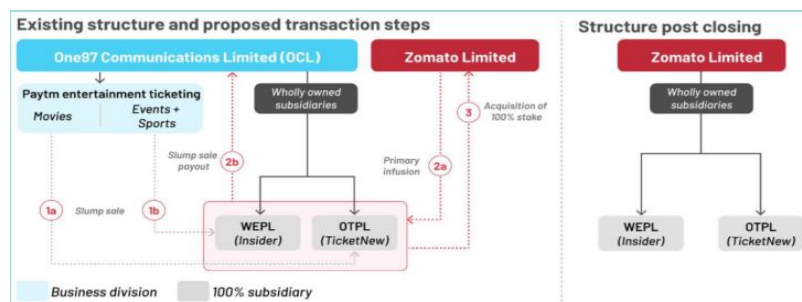 Existing structure and proposed transaction steps
Structure post closing
One97 Communications Limited (OCL)
Zomato Limited
Zomato Limited
Paytm entertainment ticketing
Movies
Events +
Sports
Wholly owned
subsidiaries
3
Acquisition of
100% stake
Wholly owned
subsidiaries
Slump sale
payout
2b
Primary
infusion
2a
1a
Slump sale
1b
WEPL
(Insider)
OTPL
(TicketNew)
WEPL
(Insider)
OTPL
(TicketNew)
Business division
100% subsidiary